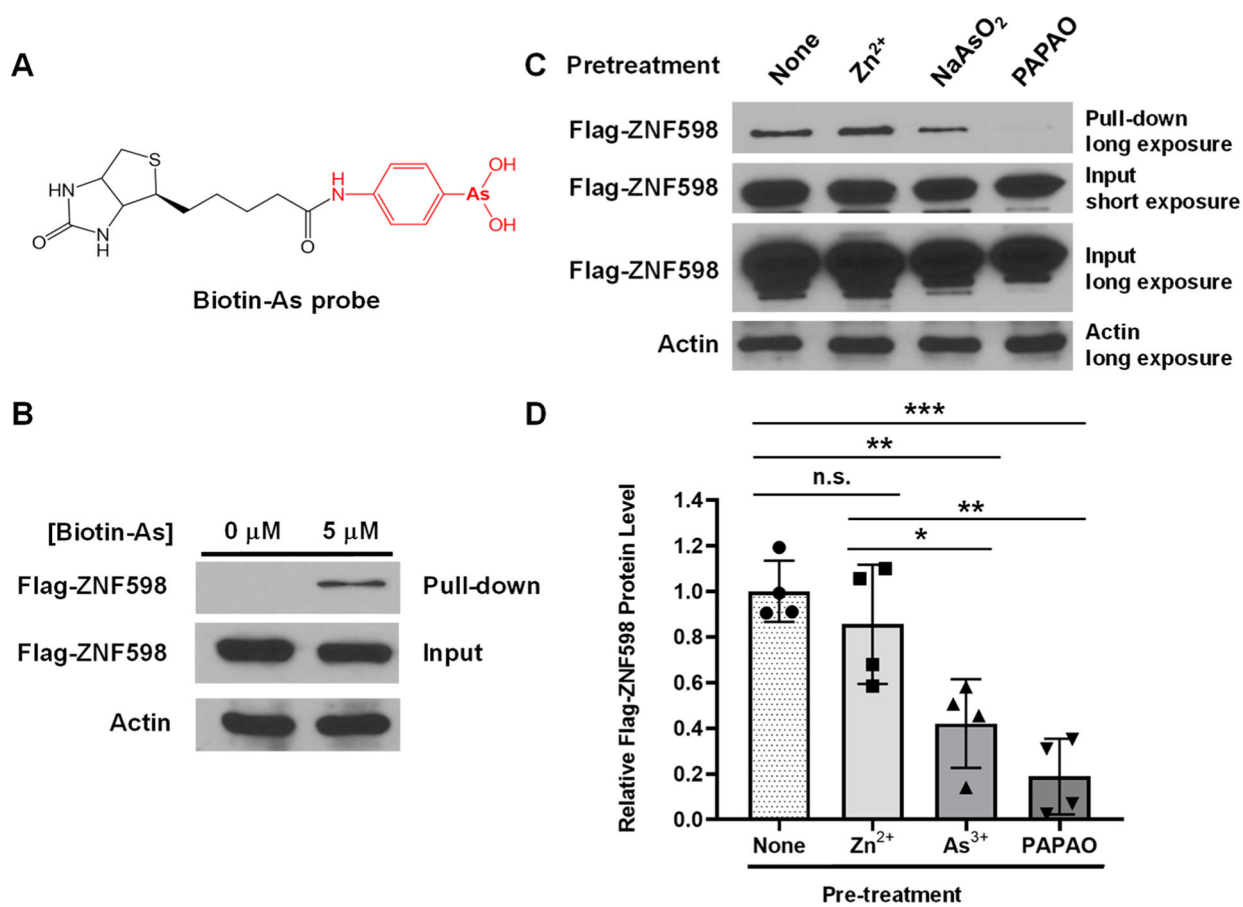 A
S
HN
O
N
H
H
N
O
As
OH
OH
Biotin-As probe
B
[Biotin-As] 0 μM 5 μM
Flag-ZNF598 Pull-down
Flag-ZNF598 Input
Actin
C
Pretreatment None Zn²⁺ NaAsO₂ PAPAO
Flag-ZNF598 Pull-down
long exposure
Flag-ZNF598 Input
short exposure
Flag-ZNF598 Input
long exposure
Actin Actin
long exposure
D
***
**
n.s.
**
*
Relative Flag-ZNF598 Protein Level
1.4
1.2
1.0
0.8
0.6
0.4
0.2
0.0
None Zn²⁺ As³⁺ PAPAO
Pre-treatment